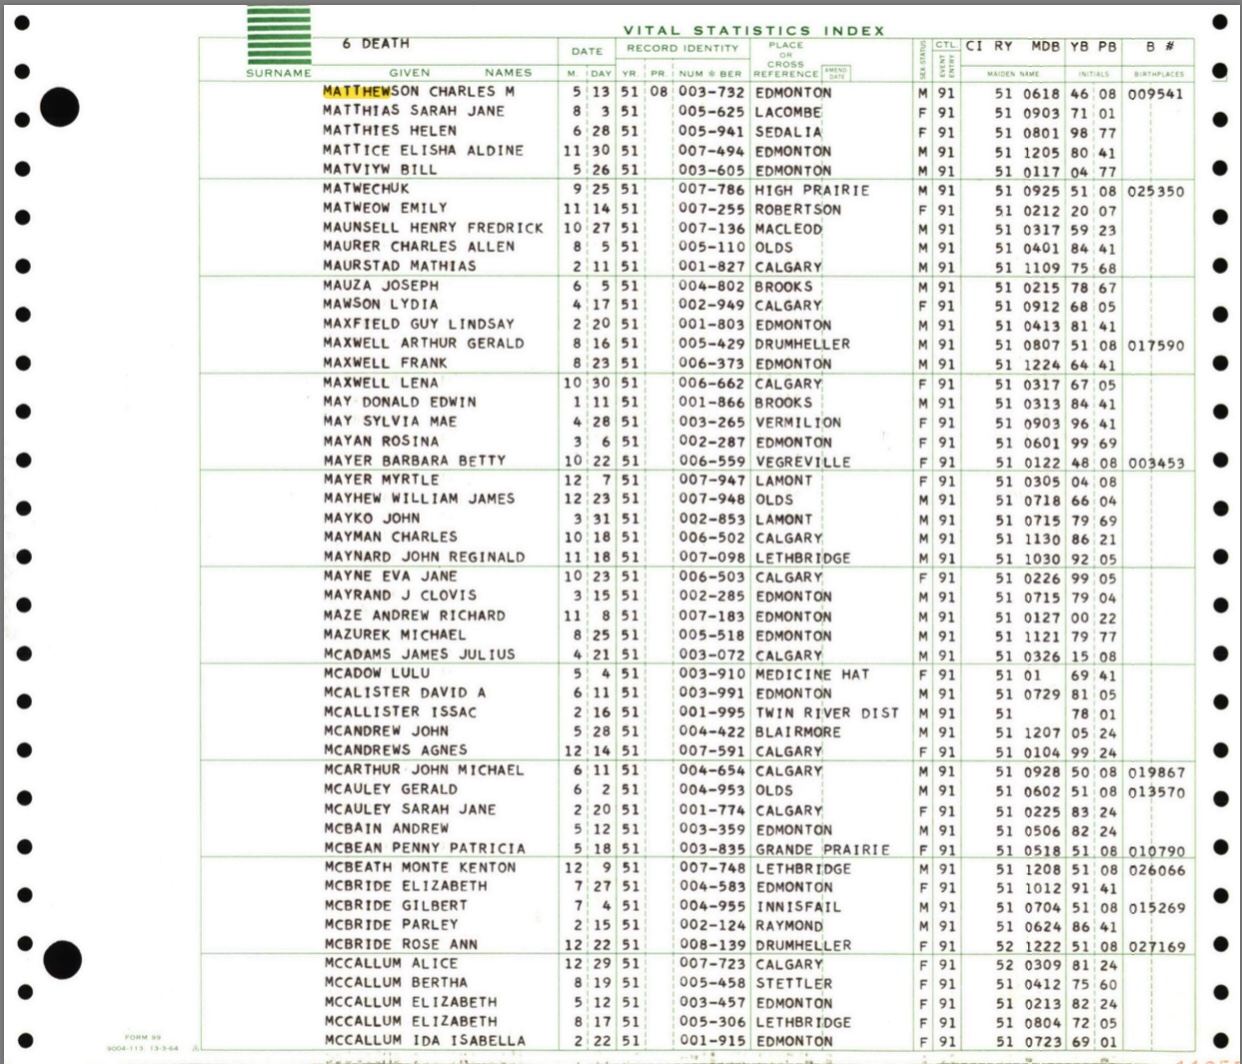 VITAL STATISTICS INDEX
6 DEATH DATE RECORD IDENTITY PLACE OR CROSS REFERENCE AMEND DATE SEX-STATUS CTL. EVENT ENTRY CI RY MDB YB PB B #
SURNAME GIVEN NAMES M. DAY YR. PR. NUM BER MAIDEN NAME INITIALS BIRTHPLACES
MATTHEWSON CHARLES M 5 13 51 08 003-732 EDMONTON M 91 51 0618 46 08 009541
MATTHIAS SARAH JANE 8 3 51 005-625 LACOMBE F 91 51 0903 71 01
MATTHIES HELEN 6 28 51 005-941 SEDALIA F 91 51 0801 98 77
MATTICE ELISHA ALDINE 11 30 51 007-494 EDMONTON M 91 51 1205 80 41
MATVIYW BILL 5 26 51 003-605 EDMONTON M 91 51 0117 04 77
MATWECHUK 9 25 51 007-786 HIGH PRAIRIE M 91 51 0925 51 08 025350
MATWEOW EMILY 11 14 51 007-255 ROBERTSON F 91 51 0212 20 07
MAUNSELL HENRY FREDRICK 10 27 51 007-136 MACLEOD M 91 51 0317 59 23
MAURER CHARLES ALLEN 8 5 51 005-110 OLDS M 91 51 0401 84 41
MAURSTAD MATHIAS 2 11 51 001-827 CALGARY M 91 51 1109 75 68
MAUZA JOSEPH 6 5 51 004-802 BROOKS M 91 51 0215 78 67
MAWSON LYDIA 4 17 51 002-949 CALGARY F 91 51 0912 68 05
MAXFIELD GUY LINDSAY 2 20 51 001-803 EDMONTON M 91 51 0413 81 41
MAXWELL ARTHUR GERALD 8 16 51 005-429 DRUMHELLER M 91 51 0807 51 08 017590
MAXWELL FRANK 8 23 51 006-373 EDMONTON M 91 51 1224 64 41
MAXWELL LENA 10 30 51 006-662 CALGARY F 91 51 0317 67 05
MAY DONALD EDWIN 1 11 51 001-866 BROOKS M 91 51 0313 84 41
MAY SYLVIA MAE 4 28 51 003-265 VERMILION F 91 51 0903 96 41
MAYAN ROSINA 3 6 51 002-287 EDMONTON F 91 51 0601 99 69
MAYER BARBARA BETTY 10 22 51 006-559 VEGREVILLE F 91 51 0122 48 08 003453
MAYER MYRTLE 12 7 51 007-947 LAMONT F 91 51 0305 04 08
MAYHEW WILLIAM JAMES 12 23 51 007-948 OLDS M 91 51 0718 66 04
MAYKO JOHN 3 31 51 002-853 LAMONT M 91 51 0715 79 69
MAYMAN CHARLES 10 18 51 006-502 CALGARY M 91 51 1130 86 21
MAYNARD JOHN REGINALD 11 18 51 007-098 LETHBRIDGE M 91 51 1030 92 05
MAYNE EVA JANE 10 23 51 006-503 CALGARY F 91 51 0226 99 05
MAYRAND J CLOVIS 3 15 51 002-285 EDMONTON M 91 51 0715 79 04
MAZE ANDREW RICHARD 11 8 51 007-183 EDMONTON M 91 51 0127 00 22
MAZUREK MICHAEL 8 25 51 005-518 EDMONTON M 91 51 1121 79 77
MCADAMS JAMES JULIUS 4 21 51 003-072 CALGARY M 91 51 0326 15 08
MCADOW LULU 5 4 51 003-910 MEDICINE HAT F 91 51 01 69 41
MCALISTER DAVID A 6 11 51 003-991 EDMONTON M 91 51 0729 81 05
MCALLISTER ISSAC 2 16 51 001-995 TWIN RIVER DIST M 91 51 78 01
MCANDREW JOHN 5 28 51 004-422 BLAIRMORE M 91 51 1207 05 24
MCANDREWS AGNES 12 14 51 007-591 CALGARY F 91 51 0104 99 24
MCARTHUR JOHN MICHAEL 6 11 51 004-654 CALGARY M 91 51 0928 50 08 019867
MCAULEY GERALD 6 2 51 004-953 OLDS M 91 51 0602 51 08 013570
MCAULEY SARAH JANE 2 20 51 001-774 CALGARY F 91 51 0225 83 24
MCBAIN ANDREW 5 12 51 003-359 EDMONTON M 91 51 0506 82 24
MCBEAN PENNY PATRICIA 5 18 51 003-835 GRANDE PRAIRIE F 91 51 0518 51 08 010790
MCBEATH MONTE KENTON 12 9 51 007-748 LETHBRIDGE M 91 51 1208 51 08 026066
MCBRIDE ELIZABETH 7 27 51 004-583 EDMONTON F 91 51 1012 91 41
MCBRIDE GILBERT 7 4 51 004-955 INNISFAIL M 91 51 0704 51 08 015269
MCBRIDE PARLEY 2 15 51 002-124 RAYMOND M 91 51 0624 86 41
MCBRIDE ROSE ANN 12 22 51 008-139 DRUMHELLER F 91 52 1222 51 08 027169
MCCALLUM ALICE 12 29 51 007-723 CALGARY F 91 52 0309 81 24
MCCALLUM BERTHA 8 19 51 005-458 STETTLER F 91 51 0412 75 60
MCCALLUM ELIZABETH 5 12 51 003-457 EDMONTON F 91 51 0213 82 24
MCCALLUM ELIZABETH 8 17 51 005-306 LETHBRIDGE F 91 51 0804 72 05
MCCALLUM IDA ISABELLA 2 22 51 001-915 EDMONTON F 91 51 0723 69 01
FORM 99
9004-113. 13-3-64